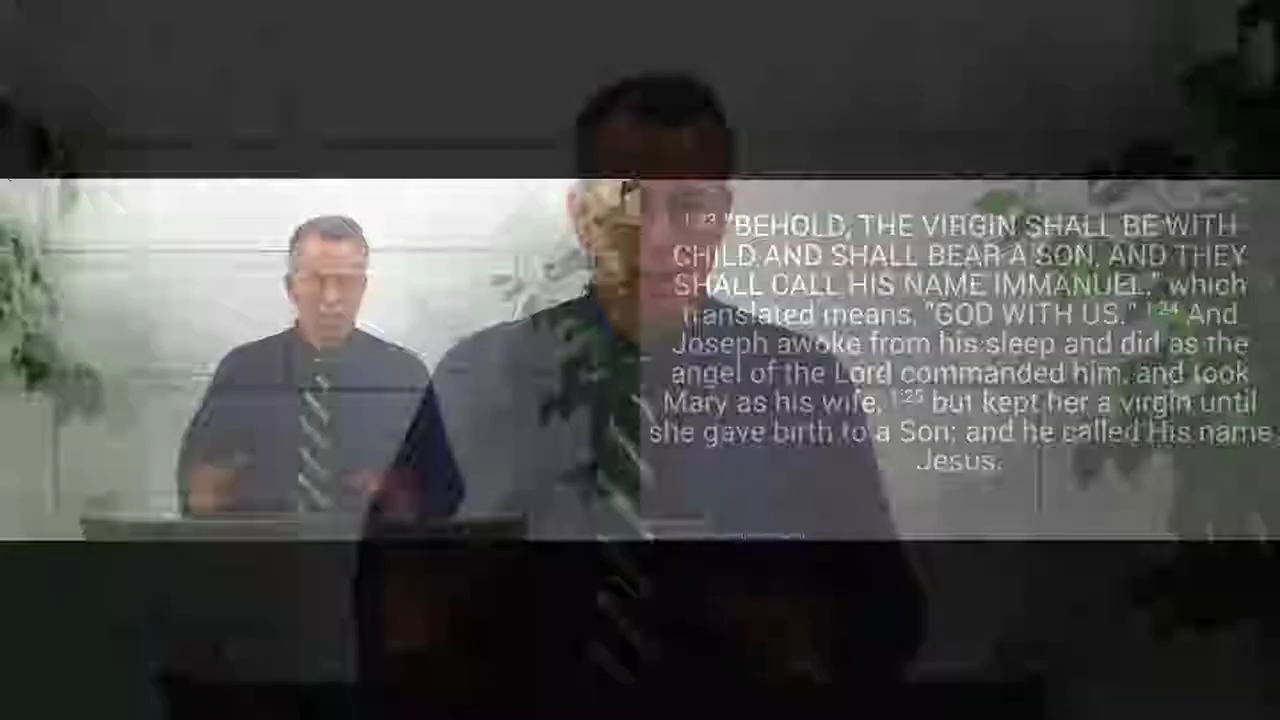 1:23 "BEHOLD, THE VIRGIN SHALL BE WITH
CHILD AND SHALL BEAR A SON, AND THEY
SHALL CALL HIS NAME IMMANUEL," which
translated means, "GOD WITH US." 1:24 And
Joseph awoke from his sleep and did as the
angel of the Lord commanded him, and took
Mary as his wife, 1:25 but kept her a virgin until
she gave birth to a Son; and he called His name
Jesus.